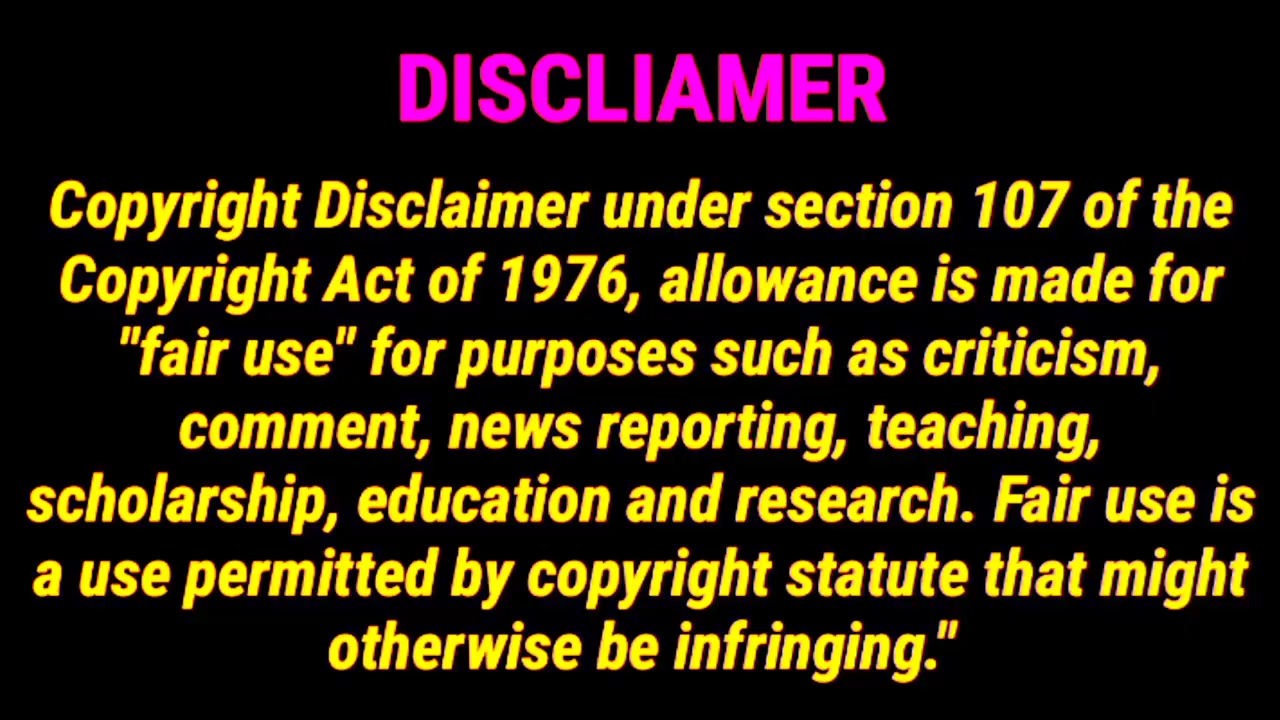 DISCLIAMER
Copyright Disclaimer under section 107 of the
Copyright Act of 1976, allowance is made for
"fair use" for purposes such as criticism,
comment, news reporting, teaching,
scholarship, education and research. Fair use is
a use permitted by copyright statute that might
otherwise be infringing."